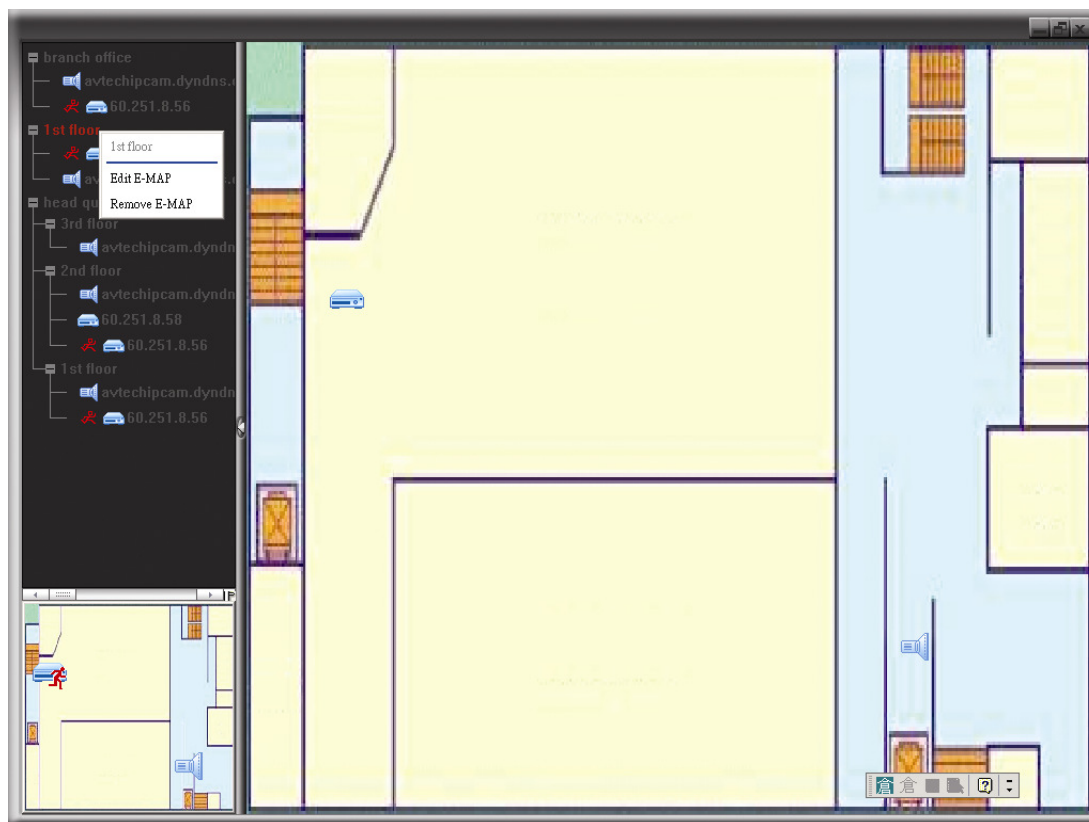 branch office
avtechipcam.dyndns.
60.251.8.56
1st floor
1st floor
Edit E-MAP
Remove E-MAP
head qu
3rd floor
avtechipcam.dyndn
2nd floor
avtechipcam.dyndn
60.251.8.58
60.251.8.56
1st floor
avtechipcam.dyndn
60.251.8.56
倉 倉